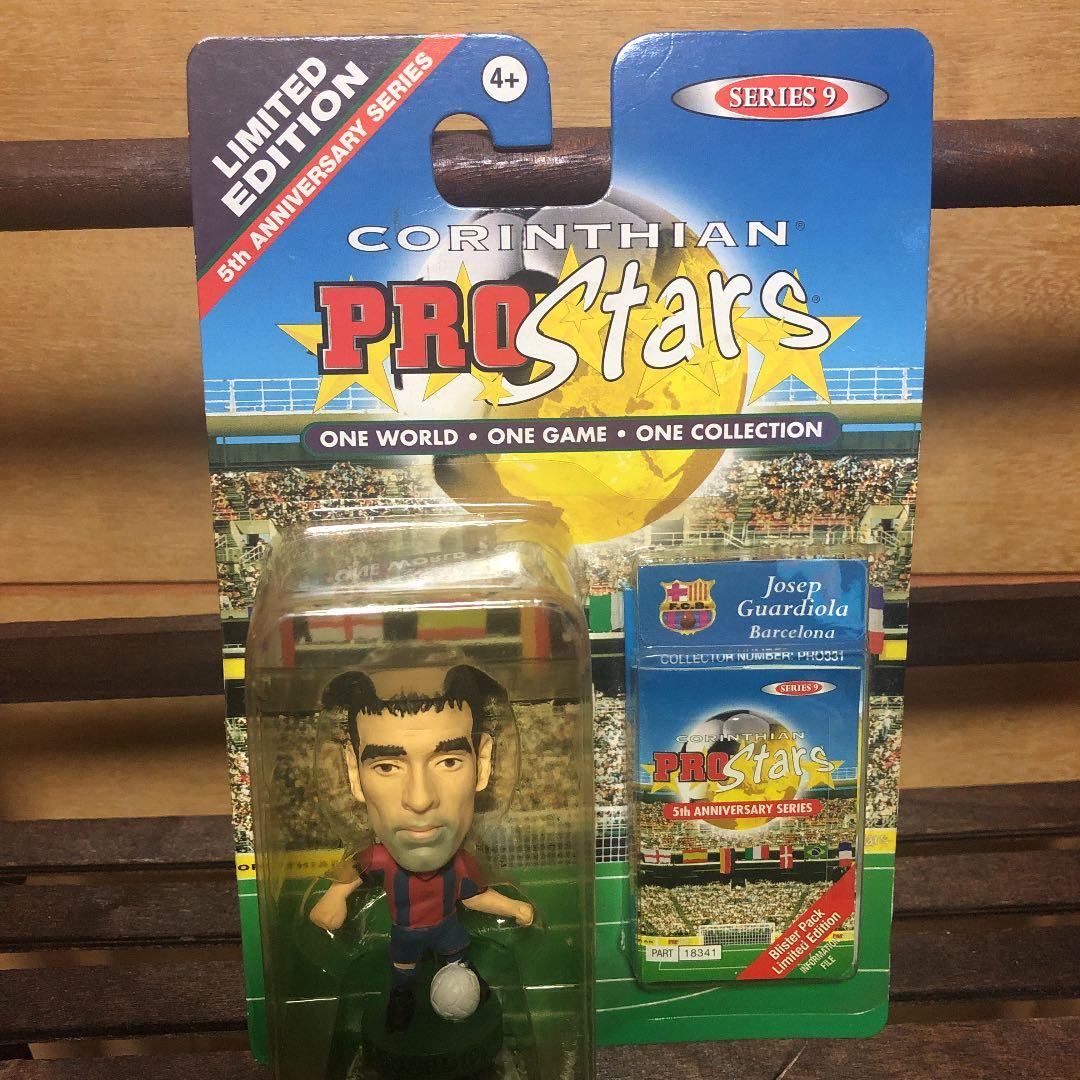 LIMITED
EDITION
5th ANNIVERSARY SERIES
4+
SERIES 9
CORINTHIAN®
PROStars®
ONE WORLD • ONE GAME • ONE COLLECTION
F.C.B.
Josep
Guardiola
Barcelona
COLLECTOR NUMBER: PRO331
SERIES 9
CORINTHIAN
PROStars
5th ANNIVERSARY SERIES
Blister Pack
Limited Edition
INFORMATION
FILE
PART 18341